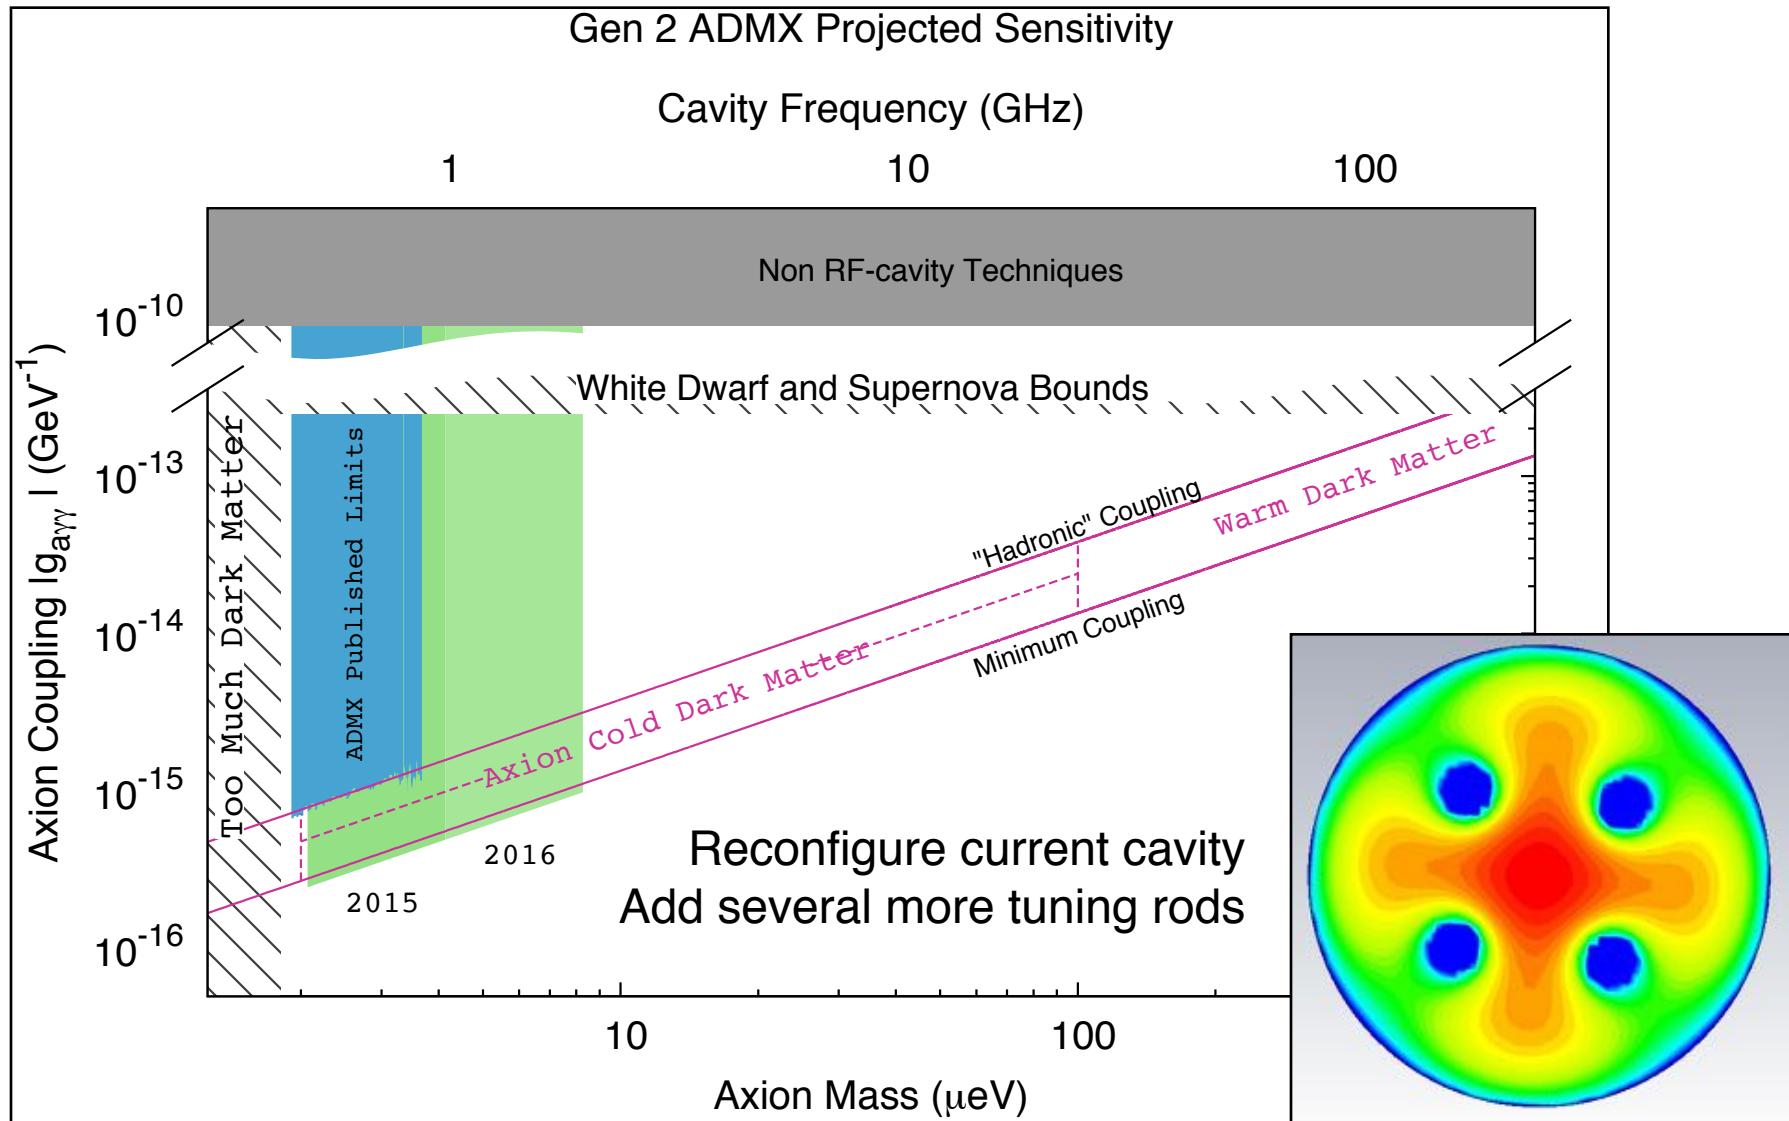 Gen 2 ADMX Projected Sensitivity
Cavity Frequency (GHz)
1 10 100
Non RF-cavity Techniques
10^-10
White Dwarf and Supernova Bounds
10^-13
10^-14
10^-15
10^-16
Axion Coupling |g_aγγ| (GeV^-1)
Too Much Dark Matter
ADMX Published Limits
"Hadronic" Coupling
Warm Dark Matter
Axion Cold Dark Matter
Minimum Coupling
2015
2016
Reconfigure current cavity
Add several more tuning rods
10 100
Axion Mass (μeV)